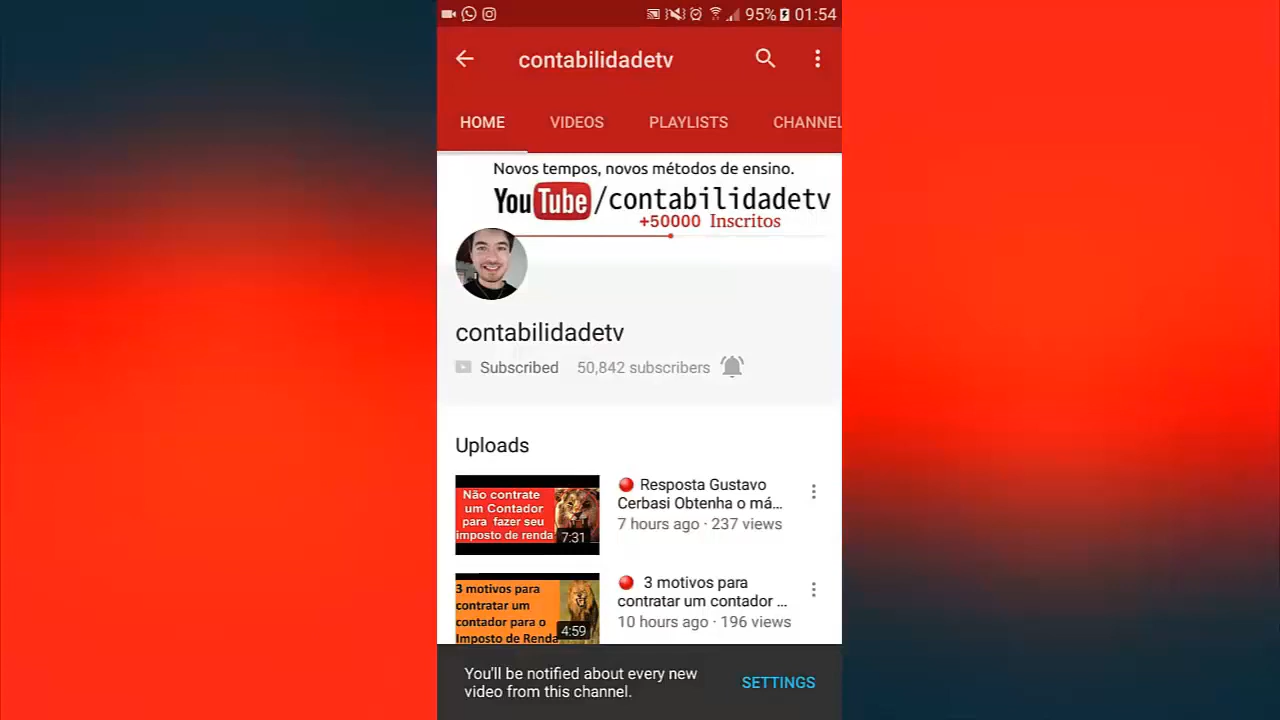 95% 01:54
contabilidadetv
HOME VIDEOS PLAYLISTS CHANNEL
Novos tempos, novos métodos de ensino.
YouTube/contabilidadetv
+50000 Inscritos
contabilidadetv
Subscribed 50,842 subscribers
Uploads
Não contrate
um Contador
para fazer seu
imposto de renda
7:31
Resposta Gustavo
Cerbasi Obtenha o má...
7 hours ago · 237 views
3 motivos para
contratar um
contador para o
Imposto de Renda
4:59
3 motivos para
contratar um contador ...
10 hours ago · 196 views
You'll be notified about every new
video from this channel.
SETTINGS